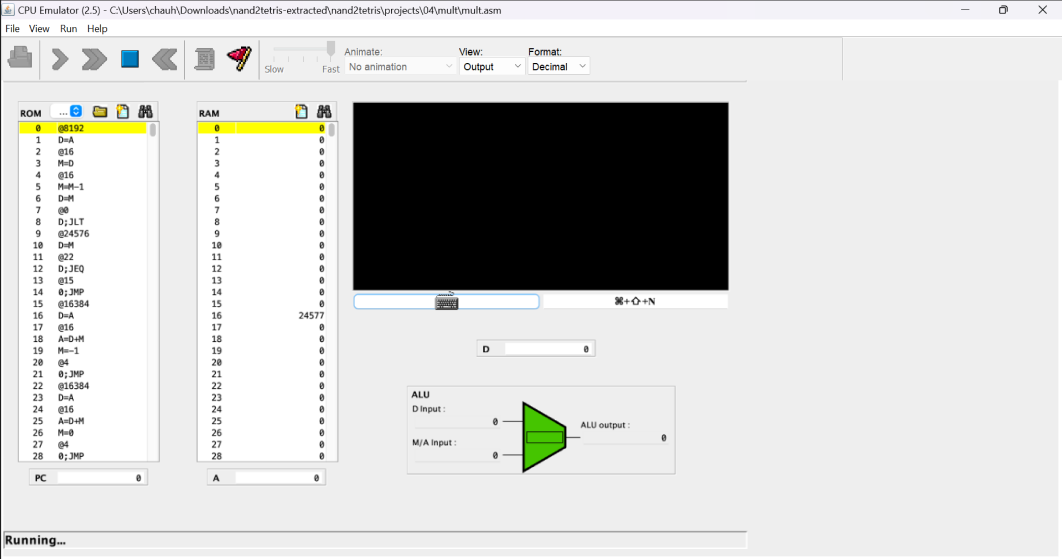 CPU Emulator (2.5) - C:\Users\chauh\Downloads\nand2tetris-extracted\nand2tetris\projects\04\mult\mult.asm
File View Run Help
Animate: View: Format:
Slow Fast No animation Output Decimal
ROM ...
0 @8192
1 D=A
2 @16
3 M=D
4 @16
5 M=M-1
6 D=M
7 @0
8 D;JLT
9 @24576
10 D=M
11 @22
12 D;JEQ
13 @15
14 0;JMP
15 @16384
16 D=A
17 @16
18 A=D+M
19 M=-1
20 @4
21 0;JMP
22 @16384
23 D=A
24 @16
25 A=D+M
26 M=0
27 @4
28 0;JMP
PC 0
RAM
0 0
1 0
2 0
3 0
4 0
5 0
6 0
7 0
8 0
9 0
10 0
11 0
12 0
13 0
14 0
15 0
16 24577
17 0
18 0
19 0
20 0
21 0
22 0
23 0
24 0
25 0
26 0
27 0
28 0
A 0
⌘+⇧+N
D 0
ALU
D Input :
0
M/A Input :
0
ALU output :
0
Running...